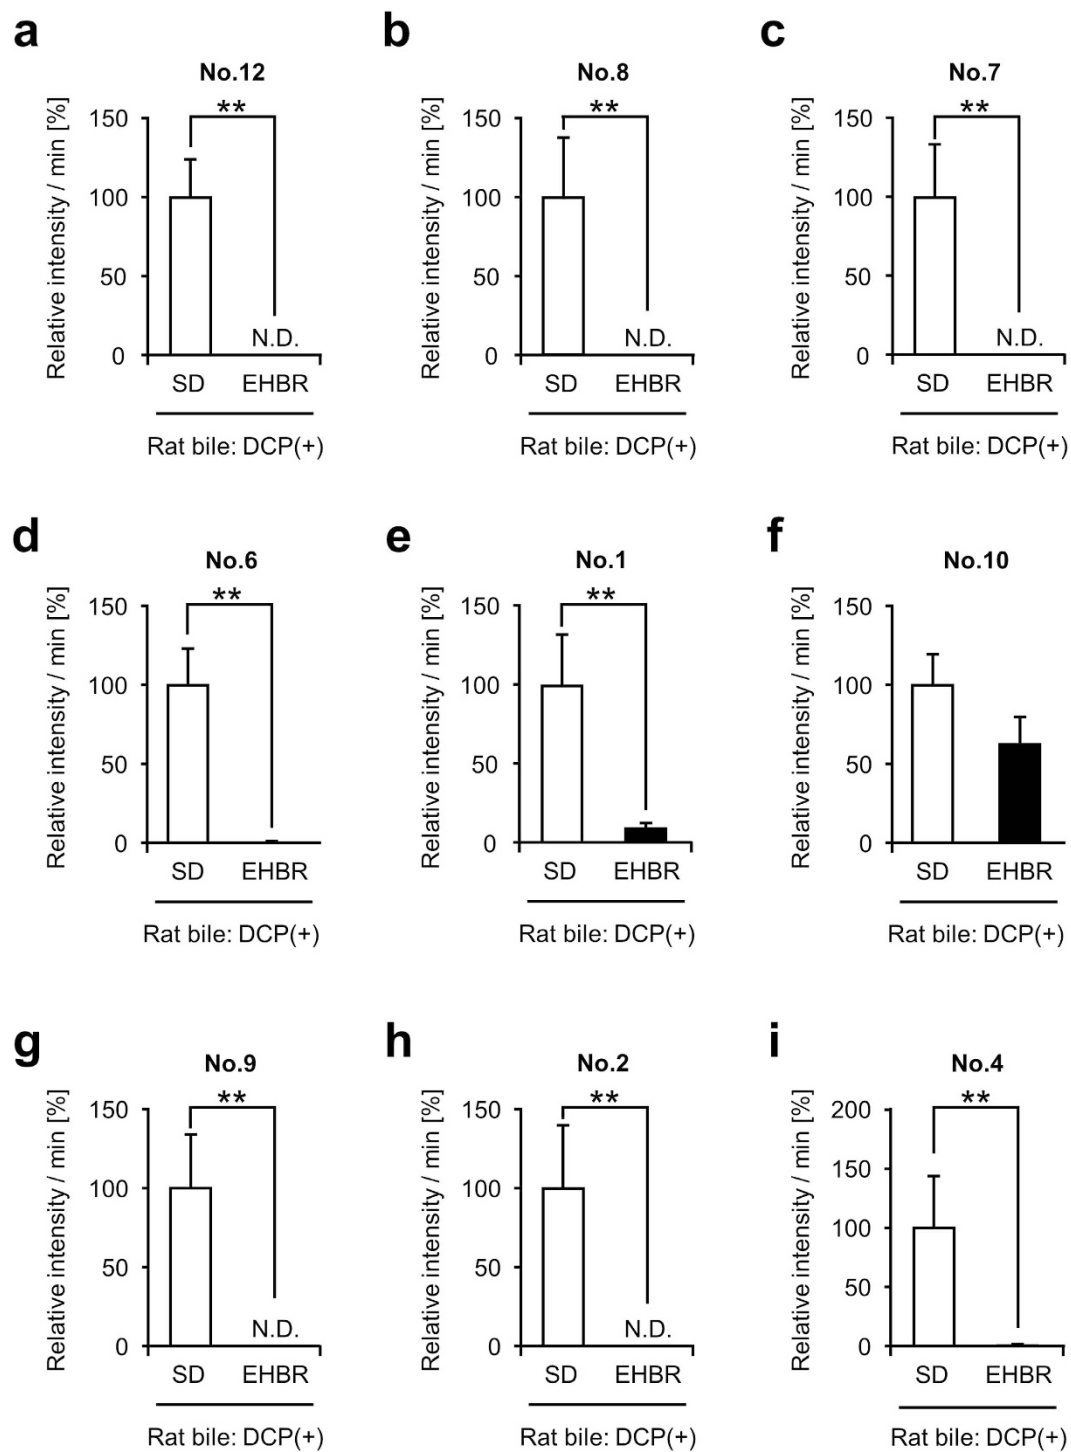 a
No.12
Relative intensity / min [%]
150
100
50
0
**
N.D.
SD EHBR
Rat bile: DCP(+)
b
No.8
Relative intensity / min [%]
150
100
50
0
**
N.D.
SD EHBR
Rat bile: DCP(+)
c
No.7
Relative intensity / min [%]
150
100
50
0
**
N.D.
SD EHBR
Rat bile: DCP(+)
d
No.6
Relative intensity / min [%]
150
100
50
0
**
SD EHBR
Rat bile: DCP(+)
e
No.1
Relative intensity / min [%]
150
100
50
0
**
SD EHBR
Rat bile: DCP(+)
f
No.10
Relative intensity / min [%]
150
100
50
0
SD EHBR
Rat bile: DCP(+)
g
No.9
Relative intensity / min [%]
150
100
50
0
**
N.D.
SD EHBR
Rat bile: DCP(+)
h
No.2
Relative intensity / min [%]
150
100
50
0
**
N.D.
SD EHBR
Rat bile: DCP(+)
i
No.4
Relative intensity / min [%]
200
150
100
50
0
**
SD EHBR
Rat bile: DCP(+)